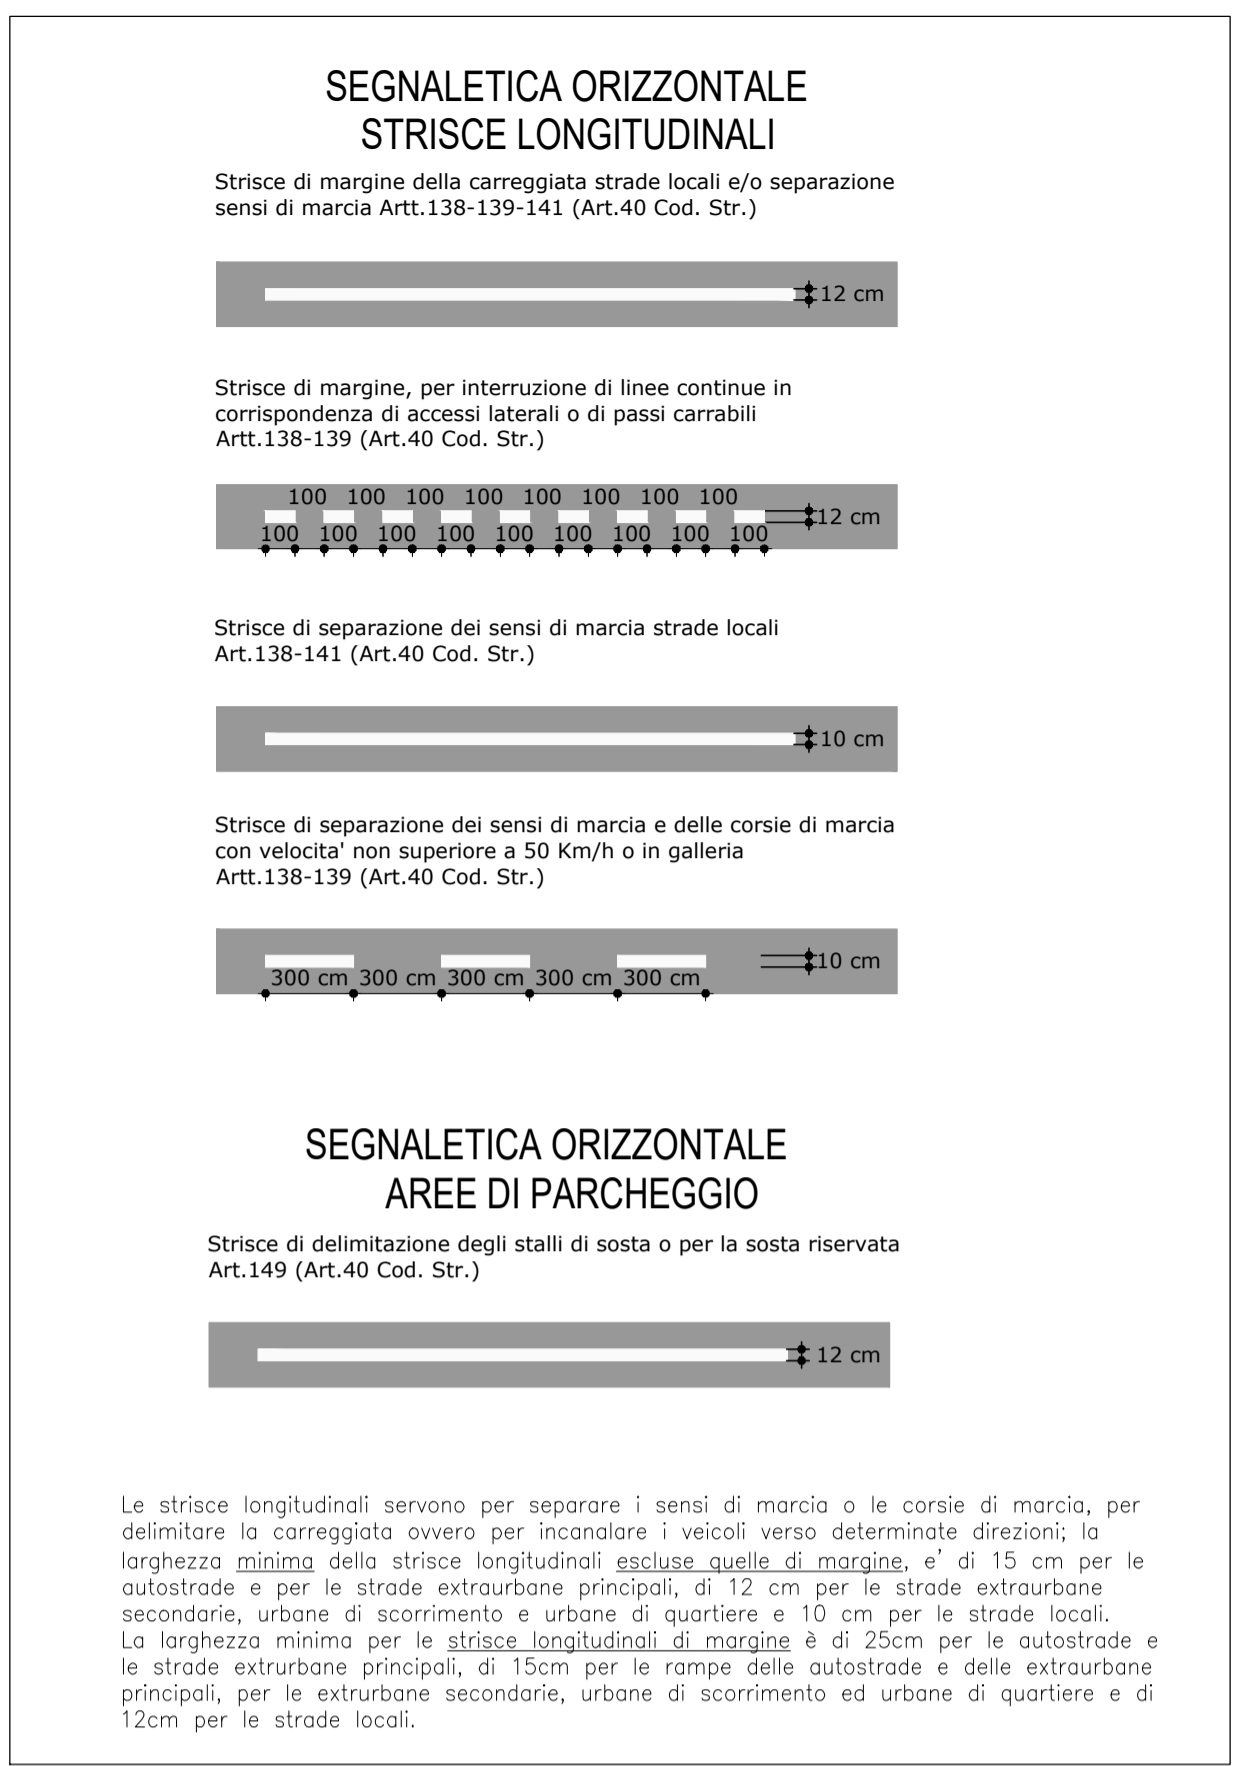 SEGNALETICA ORIZZONTALE
STRISCE LONGITUDINALI
Strisce di margine della carreggiata strade locali e/o separazione
sensi di marcia Artt.138-139-141 (Art.40 Cod. Str.)
12 cm
Strisce di margine, per interruzione di linee continue in
corrispondenza di accessi laterali o di passi carrabili
Artt.138-139 (Art.40 Cod. Str.)
100 100 100 100 100 100 100 100
12 cm
100 100 100 100 100 100 100 100 100
Strisce di separazione dei sensi di marcia strade locali
Art.138-141 (Art.40 Cod. Str.)
10 cm
Strisce di separazione dei sensi di marcia e delle corsie di marcia
con velocita' non superiore a 50 Km/h o in galleria
Artt.138-139 (Art.40 Cod. Str.)
10 cm
300 cm 300 cm 300 cm 300 cm 300 cm
SEGNALETICA ORIZZONTALE
AREE DI PARCHEGGIO
Strisce di delimitazione degli stalli di sosta o per la sosta riservata
Art.149 (Art.40 Cod. Str.)
12 cm
Le strisce longitudinali servono per separare i sensi di marcia o le corsie di marcia, per
delimitare la carreggiata ovvero per incanalare i veicoli verso determinate direzioni; la
larghezza minima della strisce longitudinali escluse quelle di margine, e' di 15 cm per le
autostrade e per le strade extraurbane principali, di 12 cm per le strade extraurbane
secondarie, urbane di scorrimento e urbane di quartiere e 10 cm per le strade locali.
La larghezza minima per le strisce longitudinali di margine è di 25cm per le autostrade e
le strade extrurbane principali, di 15cm per le rampe delle autostrade e delle extraurbane
principali, per le extrurbane secondarie, urbane di scorrimento ed urbane di quartiere e di
12cm per le strade locali.